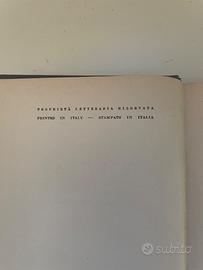 PROPRIETÀ LETTERARIA RISERVATA
PRINTED IN ITALY — STAMPATO IN ITALIA
subito